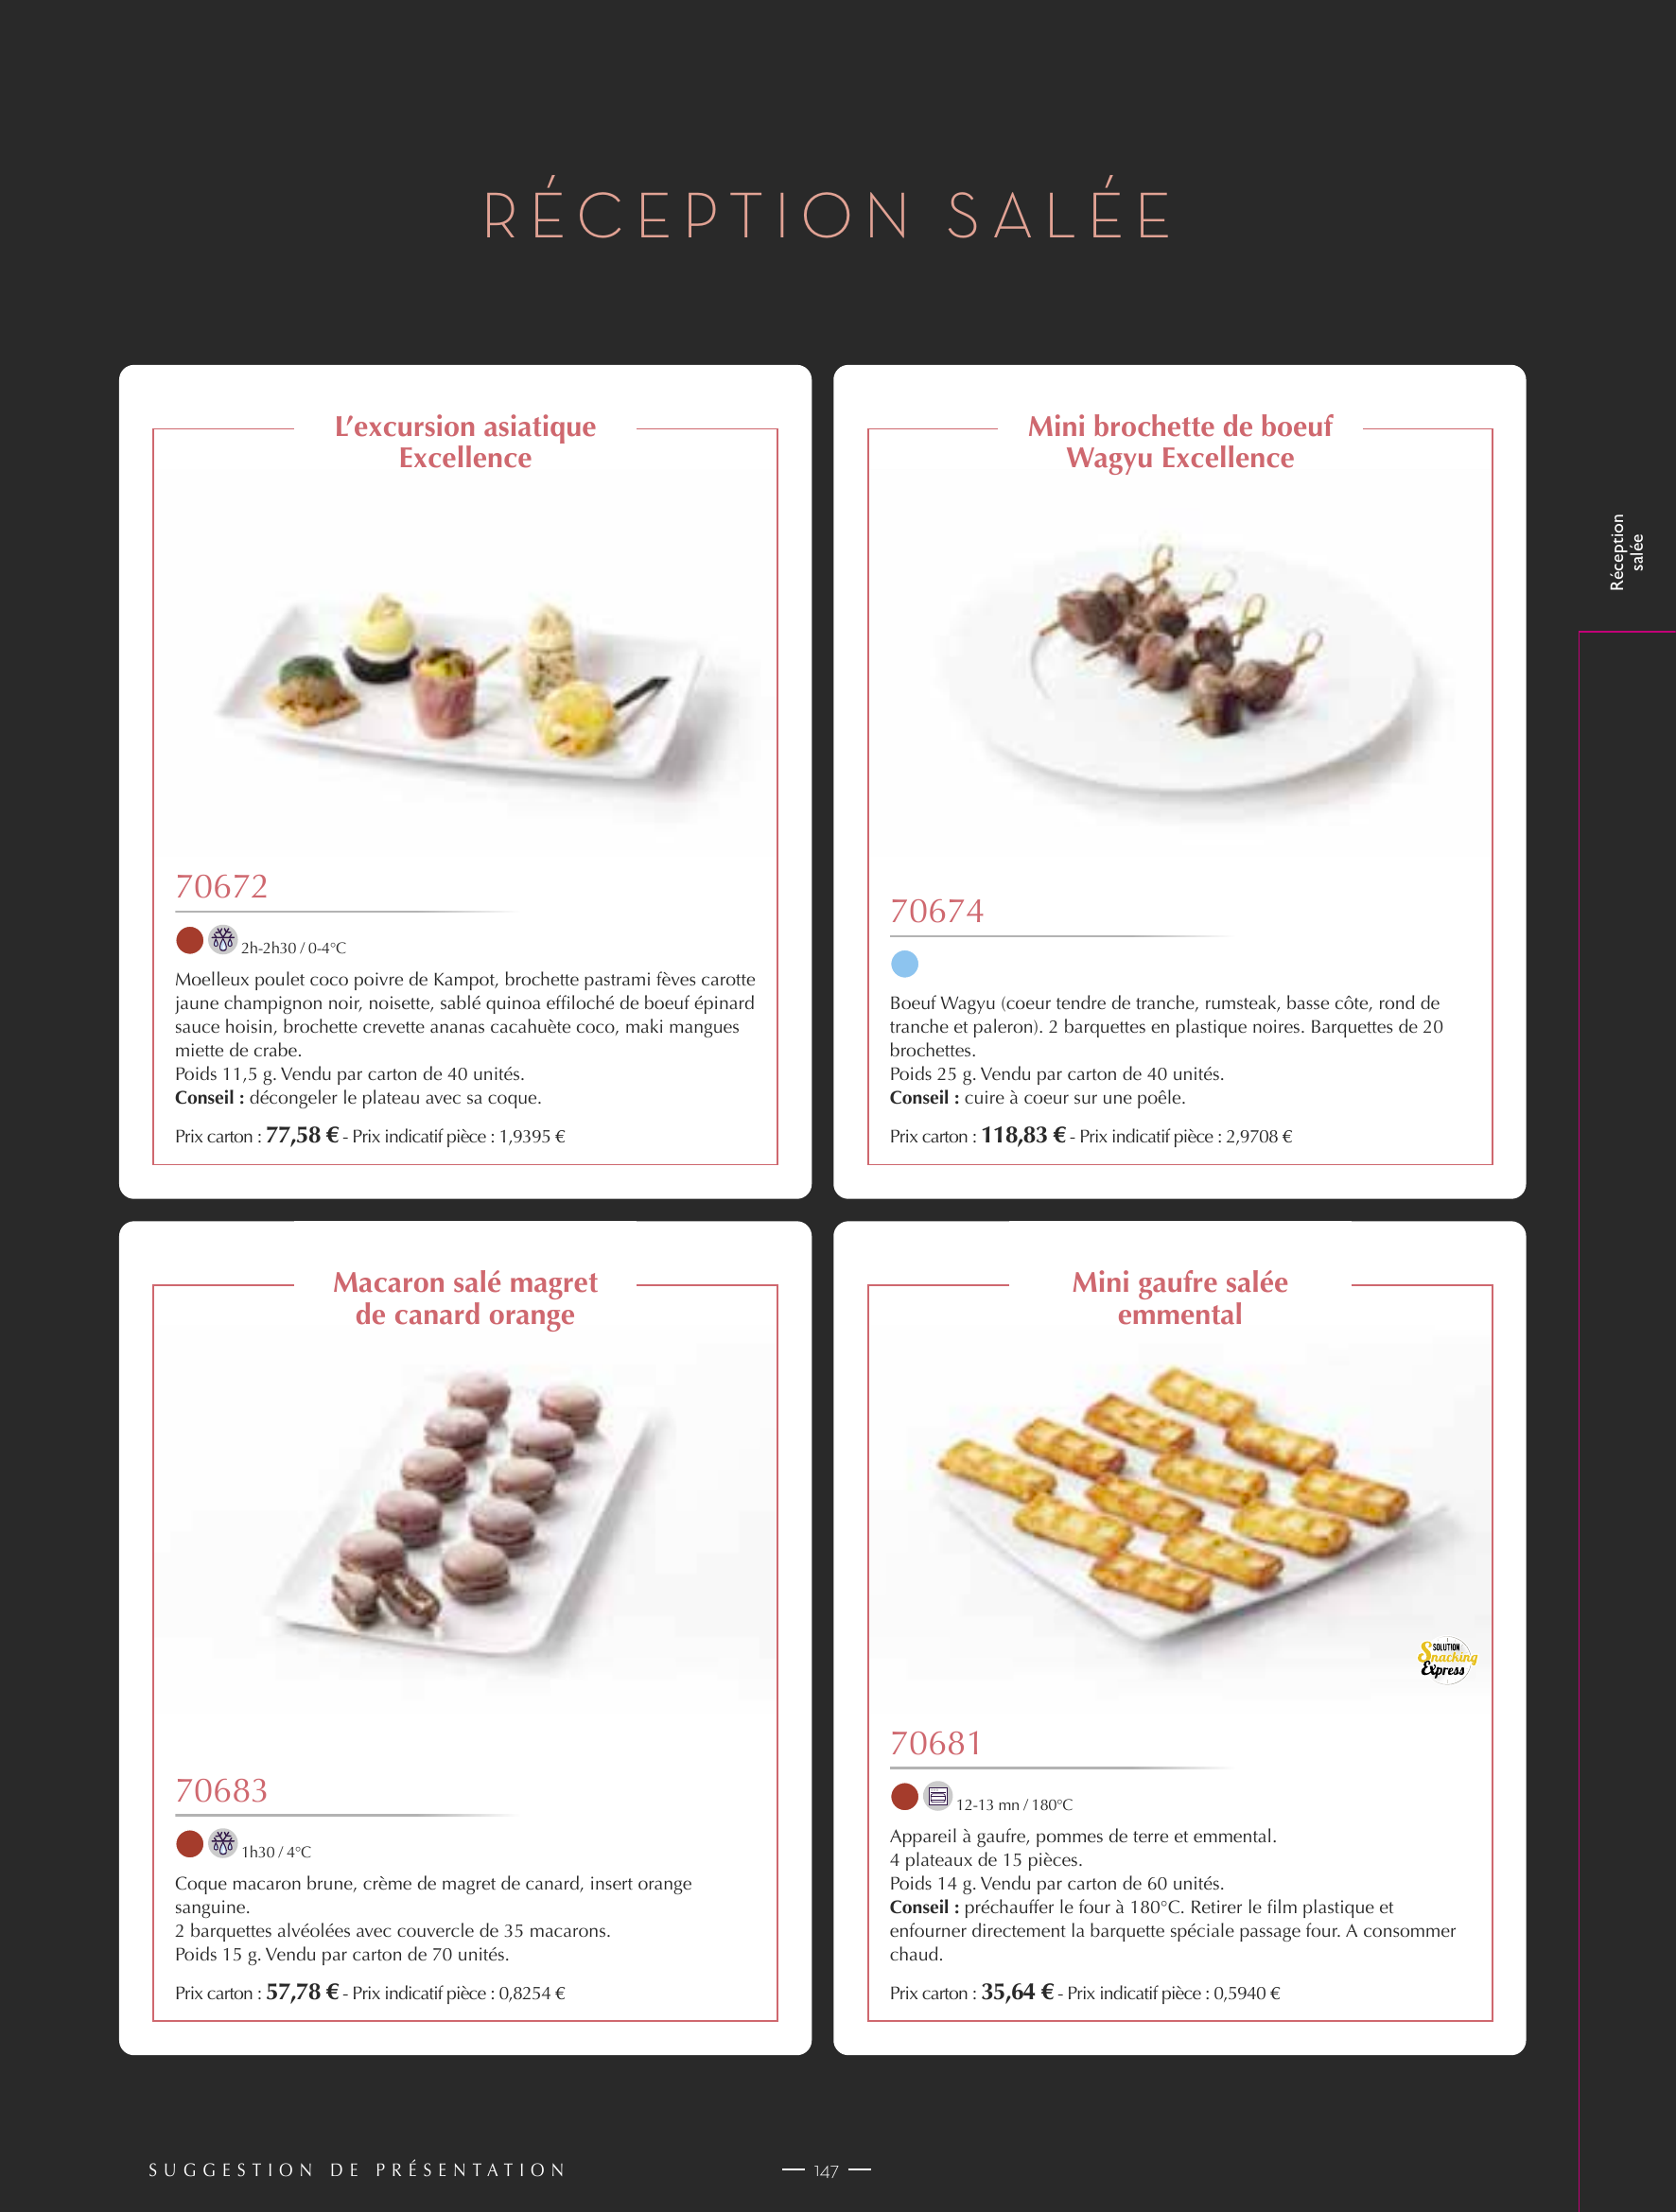 RÉCEPTION SALÉE
L’excursion asiatique
Excellence
70672
2h-2h30 / 0-4°C
Moelleux poulet coco poivre de Kampot, brochette pastrami fèves carotte
jaune champignon noir, noisette, sablé quinoa effiloché de boeuf épinard
sauce hoisin, brochette crevette ananas cacahuète coco, maki mangues
miette de crabe.
Poids 11,5 g. Vendu par carton de 40 unités.
Conseil : décongeler le plateau avec sa coque.
Prix carton : 77,58 € - Prix indicatif pièce : 1,9395 €
Mini brochette de boeuf
Wagyu Excellence
70674
Boeuf Wagyu (coeur tendre de tranche, rumsteak, basse côte, rond de
tranche et paleron). 2 barquettes en plastique noires. Barquettes de 20
brochettes.
Poids 25 g. Vendu par carton de 40 unités.
Conseil : cuire à coeur sur une poêle.
Prix carton : 118,83 € - Prix indicatif pièce : 2,9708 €
Réception
salée
Macaron salé magret
de canard orange
70683
1h30 / 4°C
Coque macaron brune, crème de magret de canard, insert orange
sanguine.
2 barquettes alvéolées avec couvercle de 35 macarons.
Poids 15 g. Vendu par carton de 70 unités.
Prix carton : 57,78 € - Prix indicatif pièce : 0,8254 €
Mini gaufre salée
emmental
SOLUTION
Snacking
Express
70681
12-13 mn / 180°C
Appareil à gaufre, pommes de terre et emmental.
4 plateaux de 15 pièces.
Poids 14 g. Vendu par carton de 60 unités.
Conseil : préchauffer le four à 180°C. Retirer le film plastique et
enfourner directement la barquette spéciale passage four. A consommer
chaud.
Prix carton : 35,64 € - Prix indicatif pièce : 0,5940 €
SUGGESTION DE PRÉSENTATION
147